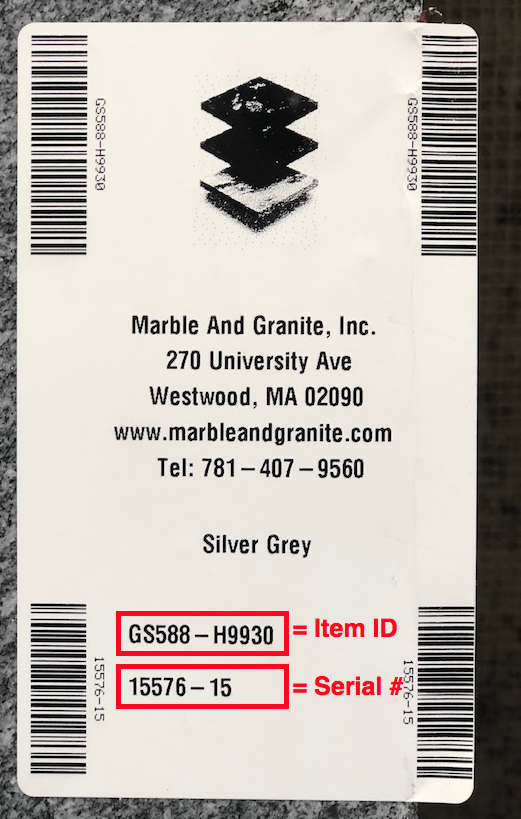 GS588-H9930
GS588-H9930
Marble And Granite, Inc.
270 University Ave
Westwood, MA 02090
www.marbleandgranite.com
Tel: 781-407-9560
Silver Grey
GS588-H9930 = Item ID
15576-15 = Serial #
15576-15
15576-15